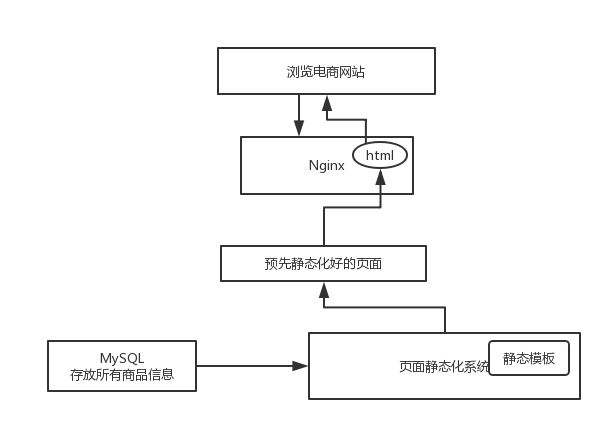 浏览电商网站
Nginx
html
预先静态化好的页面
MySQL
存放所有商品信息
页面静态化系统
静态模板